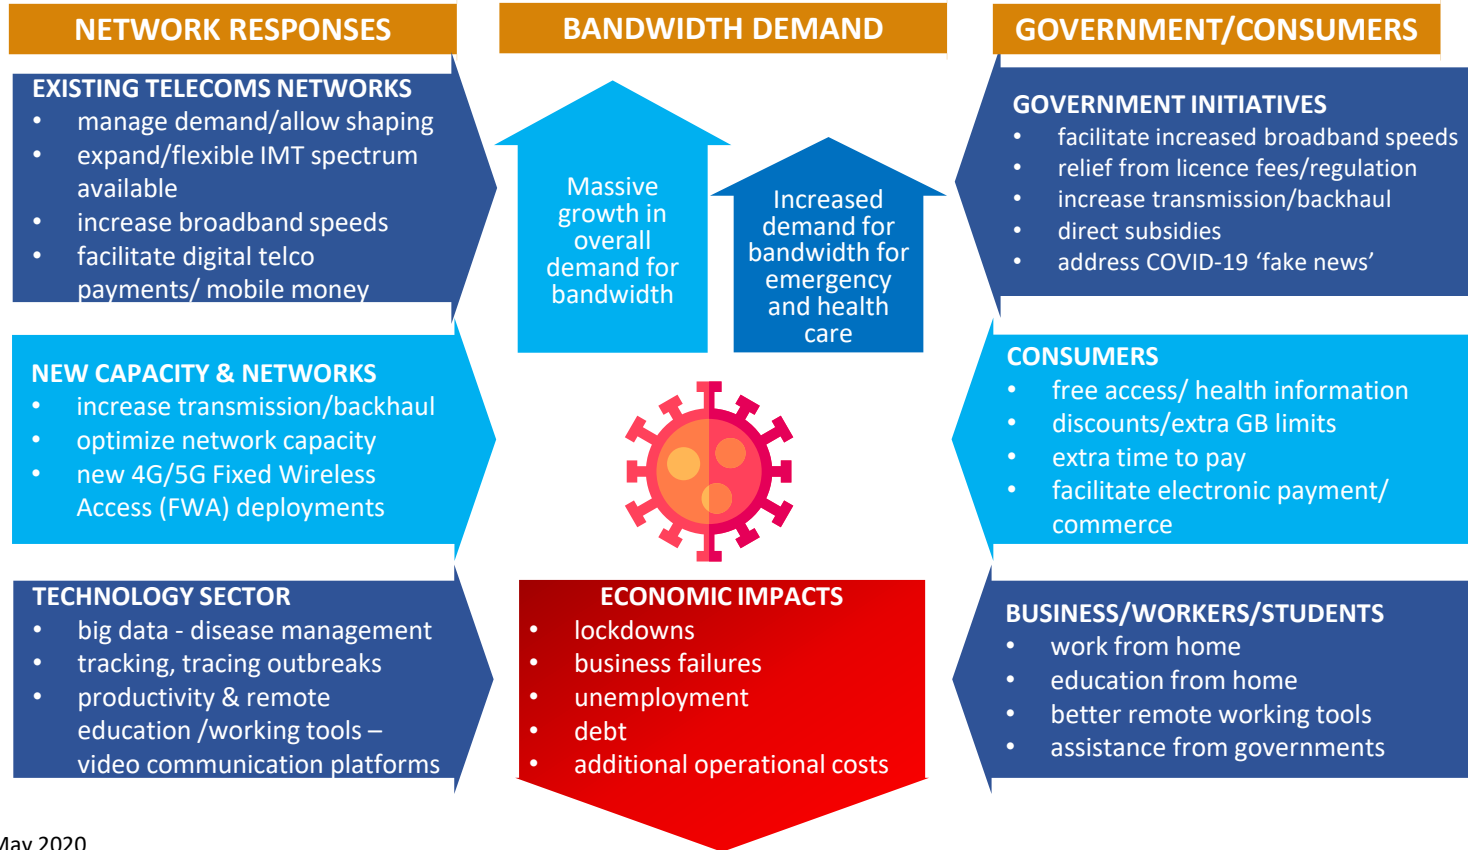 NETWORK RESPONSES
EXISTING TELECOMS NETWORKS
• manage demand/allow shaping
• expand/flexible IMT spectrum
available
• increase broadband speeds
• facilitate digital telco
payments/ mobile money
NEW CAPACITY & NETWORKS
• increase transmission/backhaul
• optimize network capacity
• new 4G/5G Fixed Wireless
Access (FWA) deployments
TECHNOLOGY SECTOR
• big data - disease management
• tracking, tracing outbreaks
• productivity & remote
education /working tools –
video communication platforms
BANDWIDTH DEMAND
Massive
growth in
overall
demand for
bandwidth
Increased
demand for
bandwidth for
emergency
and health
care
ECONOMIC IMPACTS
• lockdowns
• business failures
• unemployment
• debt
• additional operational costs
GOVERNMENT/CONSUMERS
GOVERNMENT INITIATIVES
• facilitate increased broadband speeds
• relief from licence fees/regulation
• increase transmission/backhaul
• direct subsidies
• address COVID-19 ‘fake news’
CONSUMERS
• free access/ health information
• discounts/extra GB limits
• extra time to pay
• facilitate electronic payment/
commerce
BUSINESS/WORKERS/STUDENTS
• work from home
• education from home
• better remote working tools
• assistance from governments
May 2020